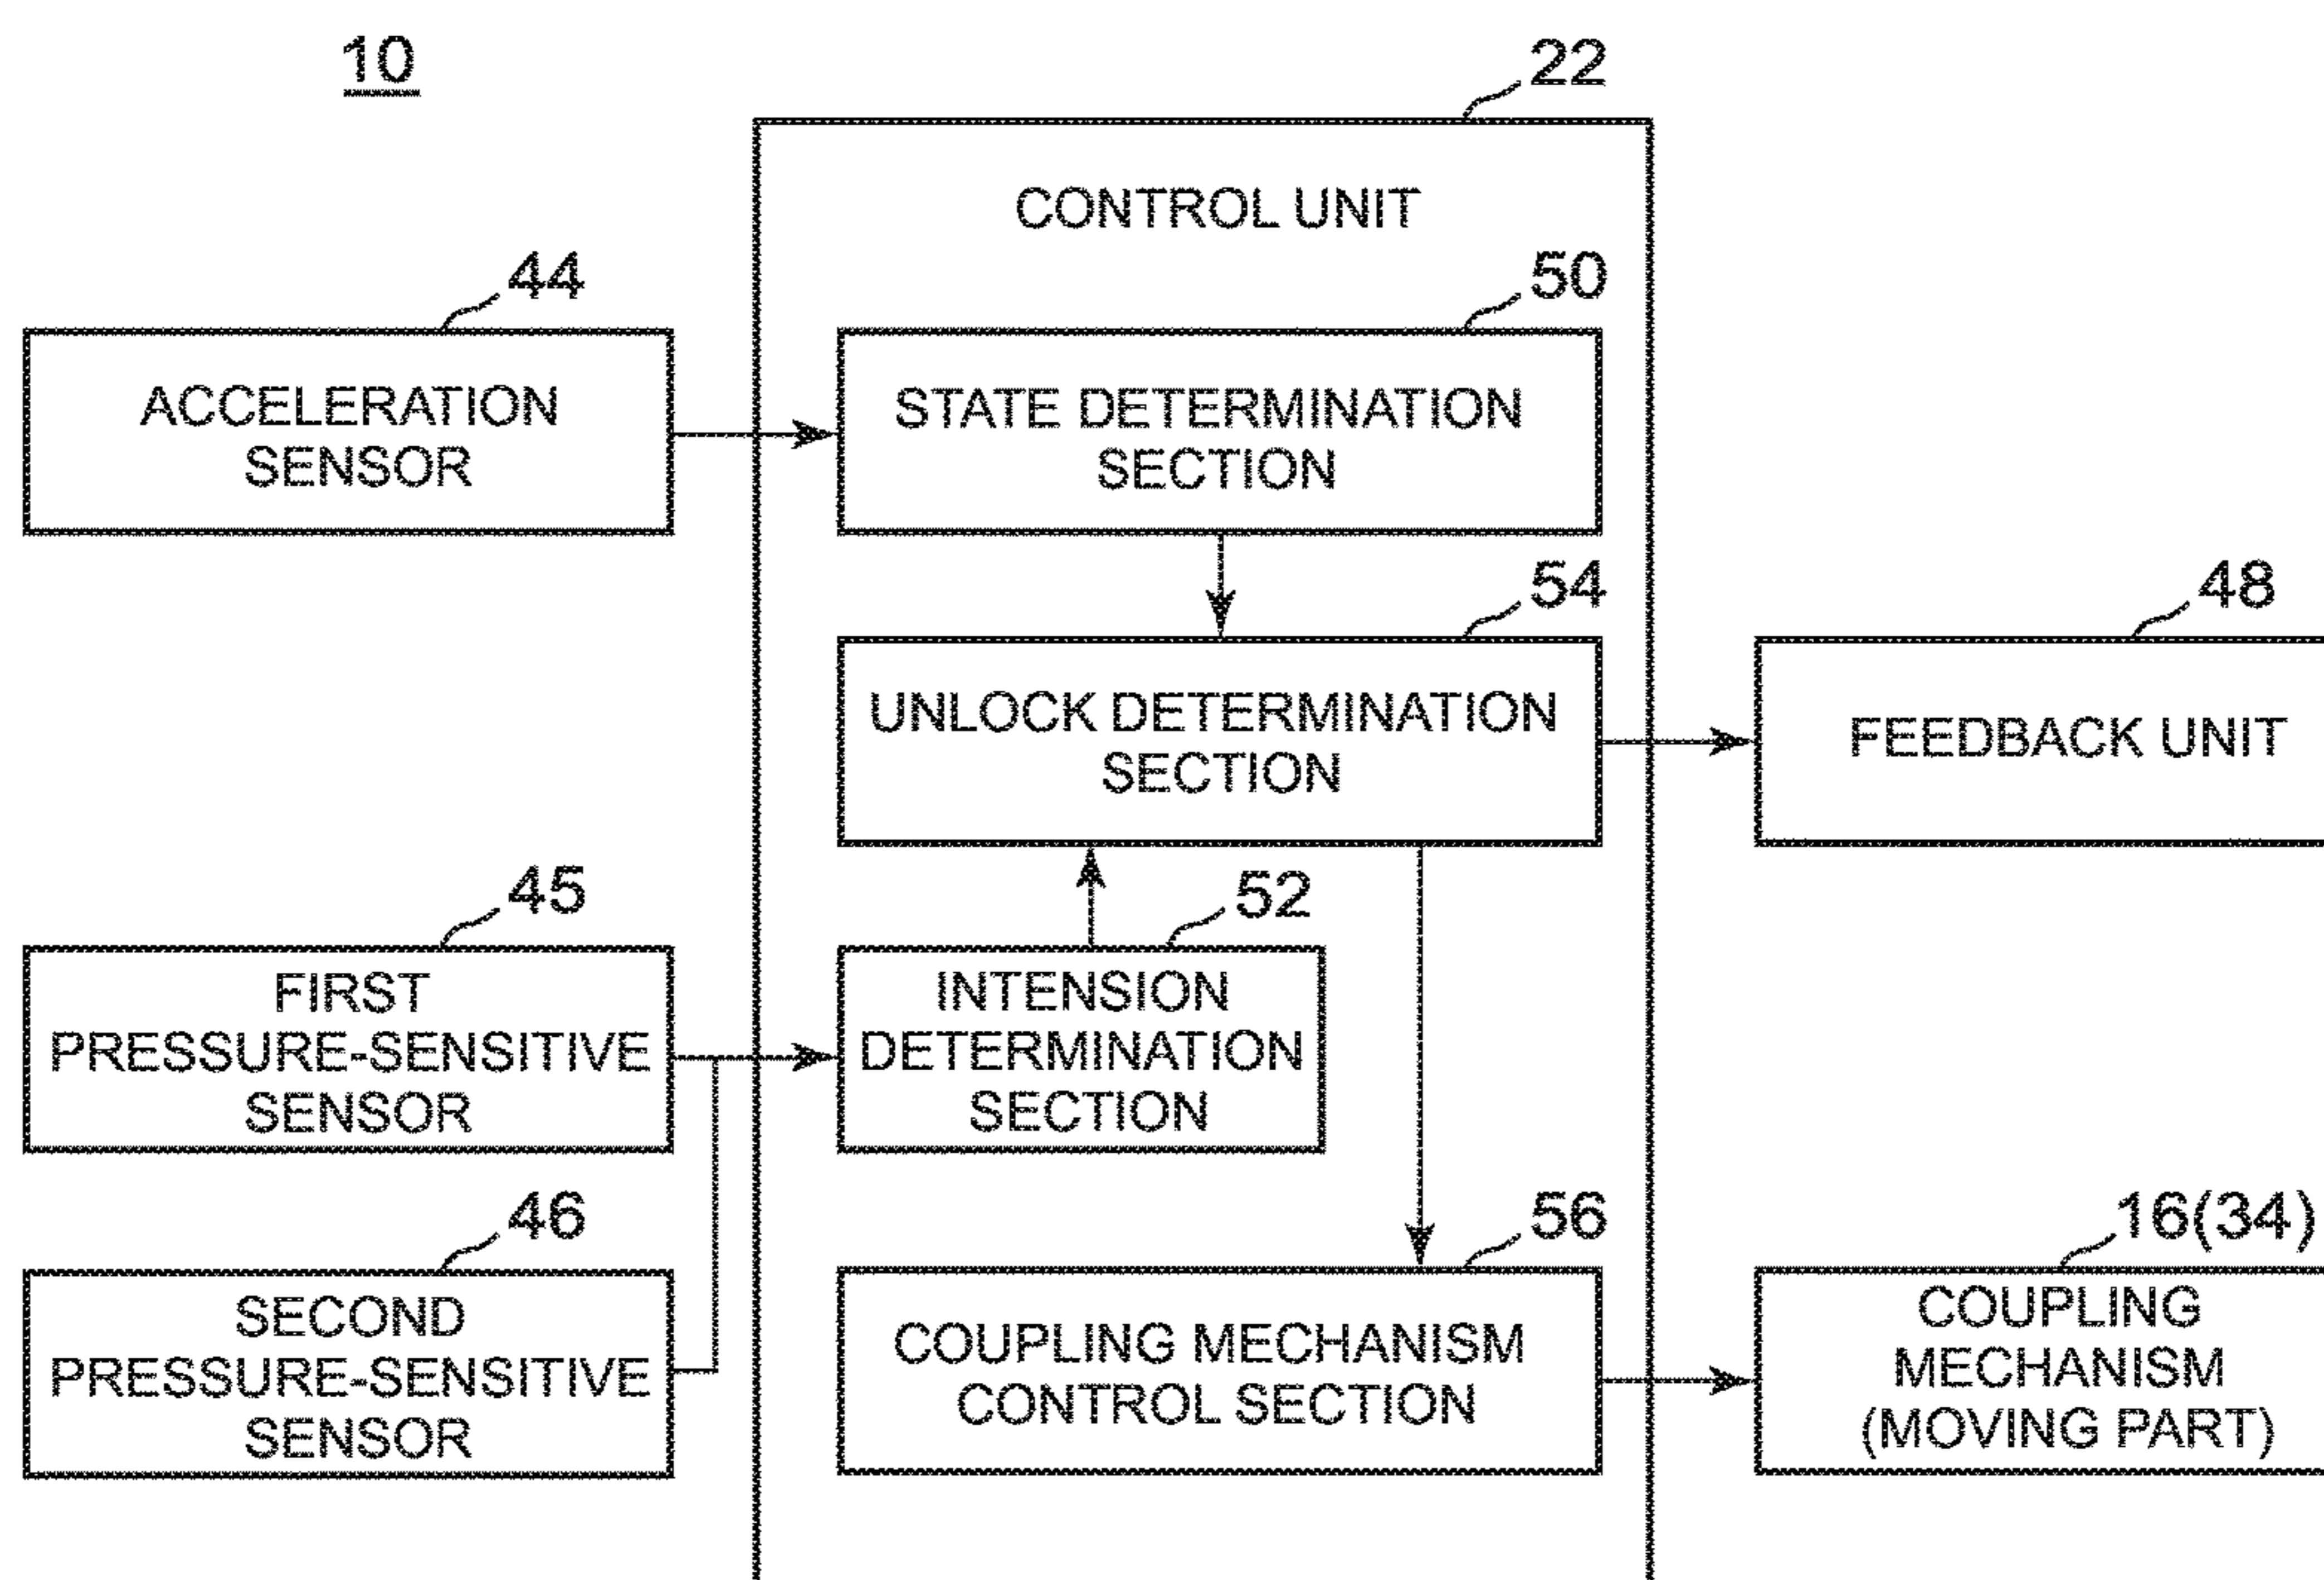 10
22
CONTROL UNIT
44
50
ACCELERATION
SENSOR
STATE DETERMINATION
SECTION
54
48
UNLOCK DETERMINATION
SECTION
FEEDBACK UNIT
45
52
FIRST
PRESSURE-SENSITIVE
SENSOR
INTENSION
DETERMINATION
SECTION
46
56
16(34)
SECOND
PRESSURE-SENSITIVE
SENSOR
COUPLING MECHANISM
CONTROL SECTION
COUPLING
MECHANISM
(MOVING PART)